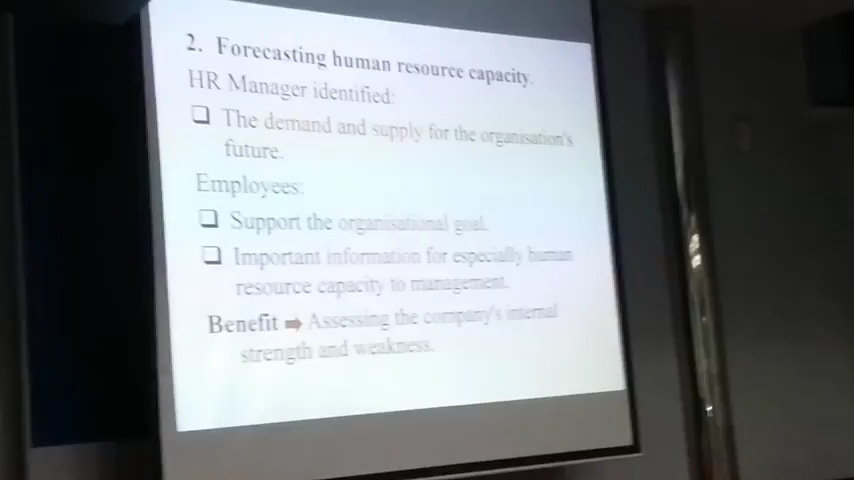 2. Forecasting human resource capacity.
HR Manager identified:
❑ The demand and supply for the organisation's
future.
Employees:
❑ Support the organisational goal.
❑ Important information for especially human
resource capacity to management.
Benefit ➡ Assessing the company's internal
strength and weakness.